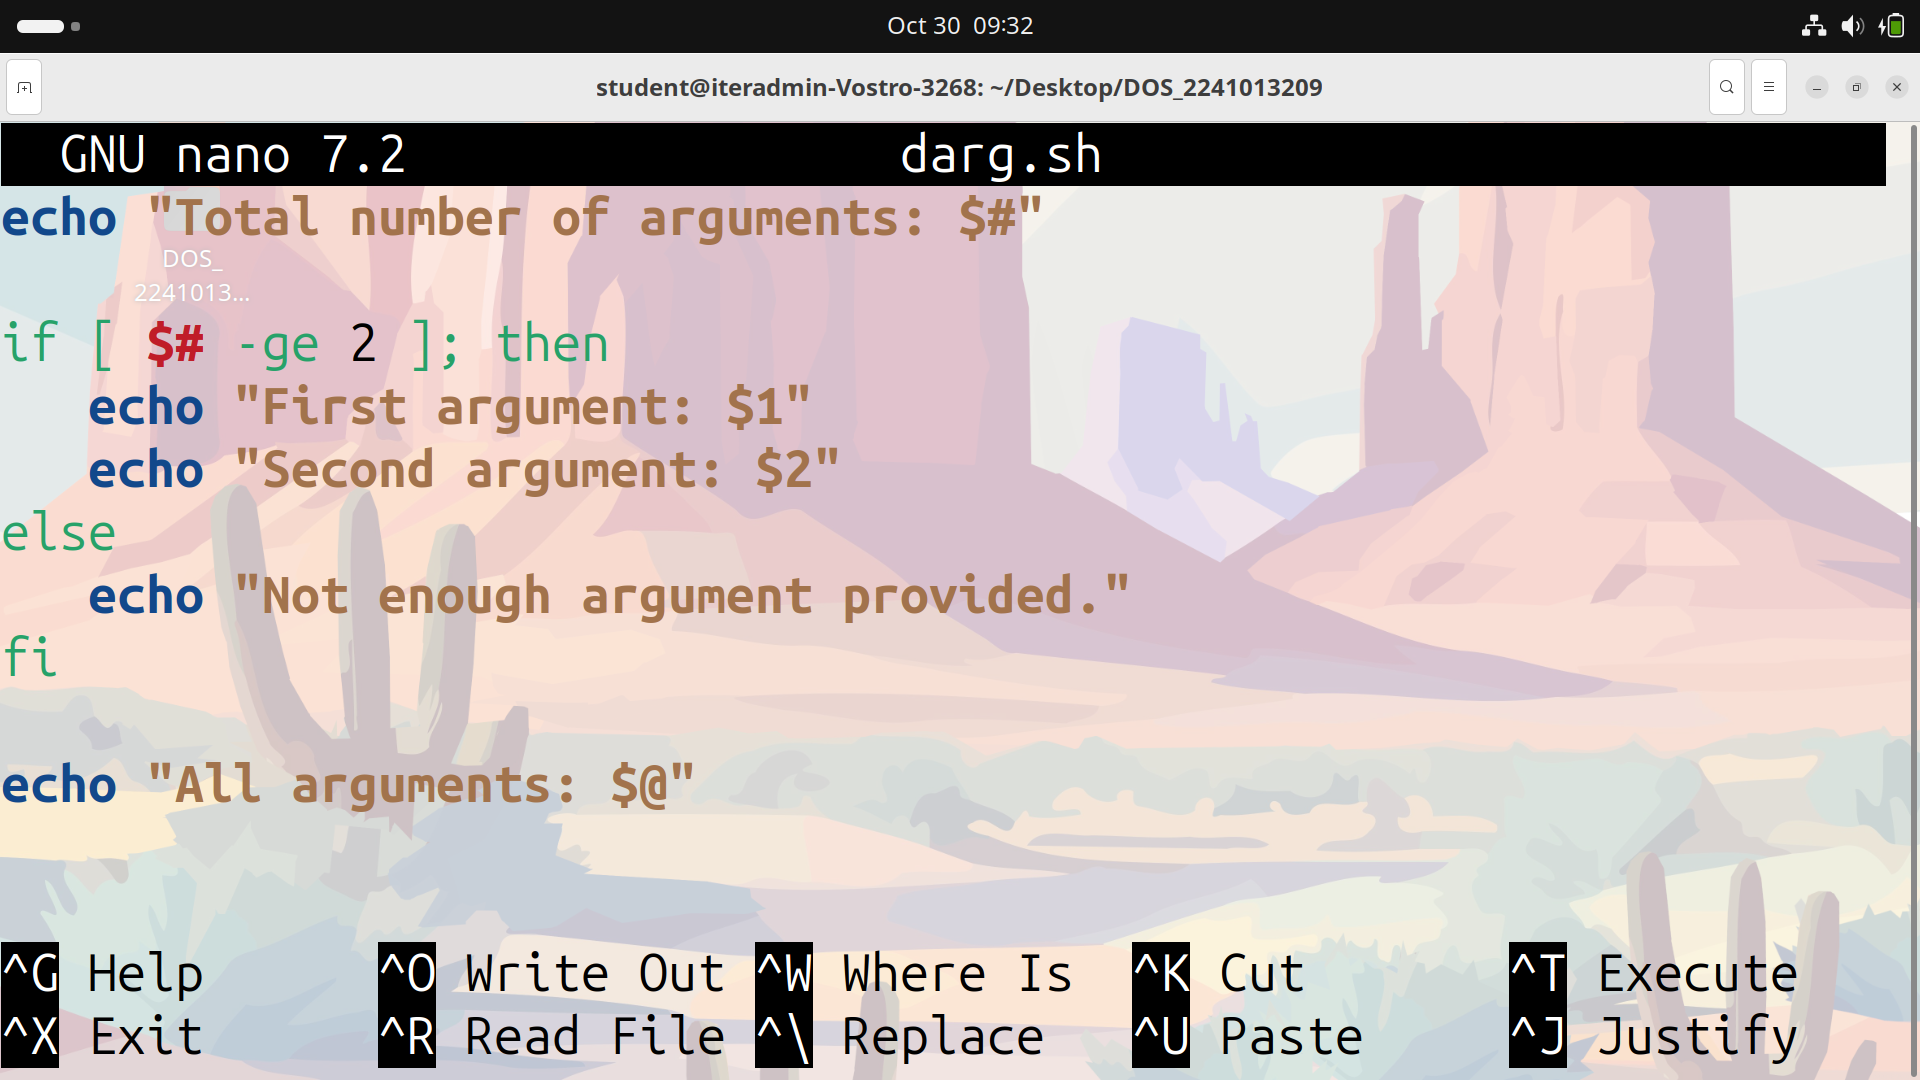 Oct 30 09:32
student@iteradmin-Vostro-3268: ~/Desktop/DOS_2241013209
GNU nano 7.2 darg.sh
echo "Total number of arguments: $#"
DOS_
2241013...
if [ $# -ge 2 ]; then
    echo "First argument: $1"
    echo "Second argument: $2"
else
    echo "Not enough argument provided."
fi
echo "All arguments: $@"
^G Help ^O Write Out ^W Where Is ^K Cut ^T Execute
^X Exit ^R Read File ^\ Replace ^U Paste ^J Justify